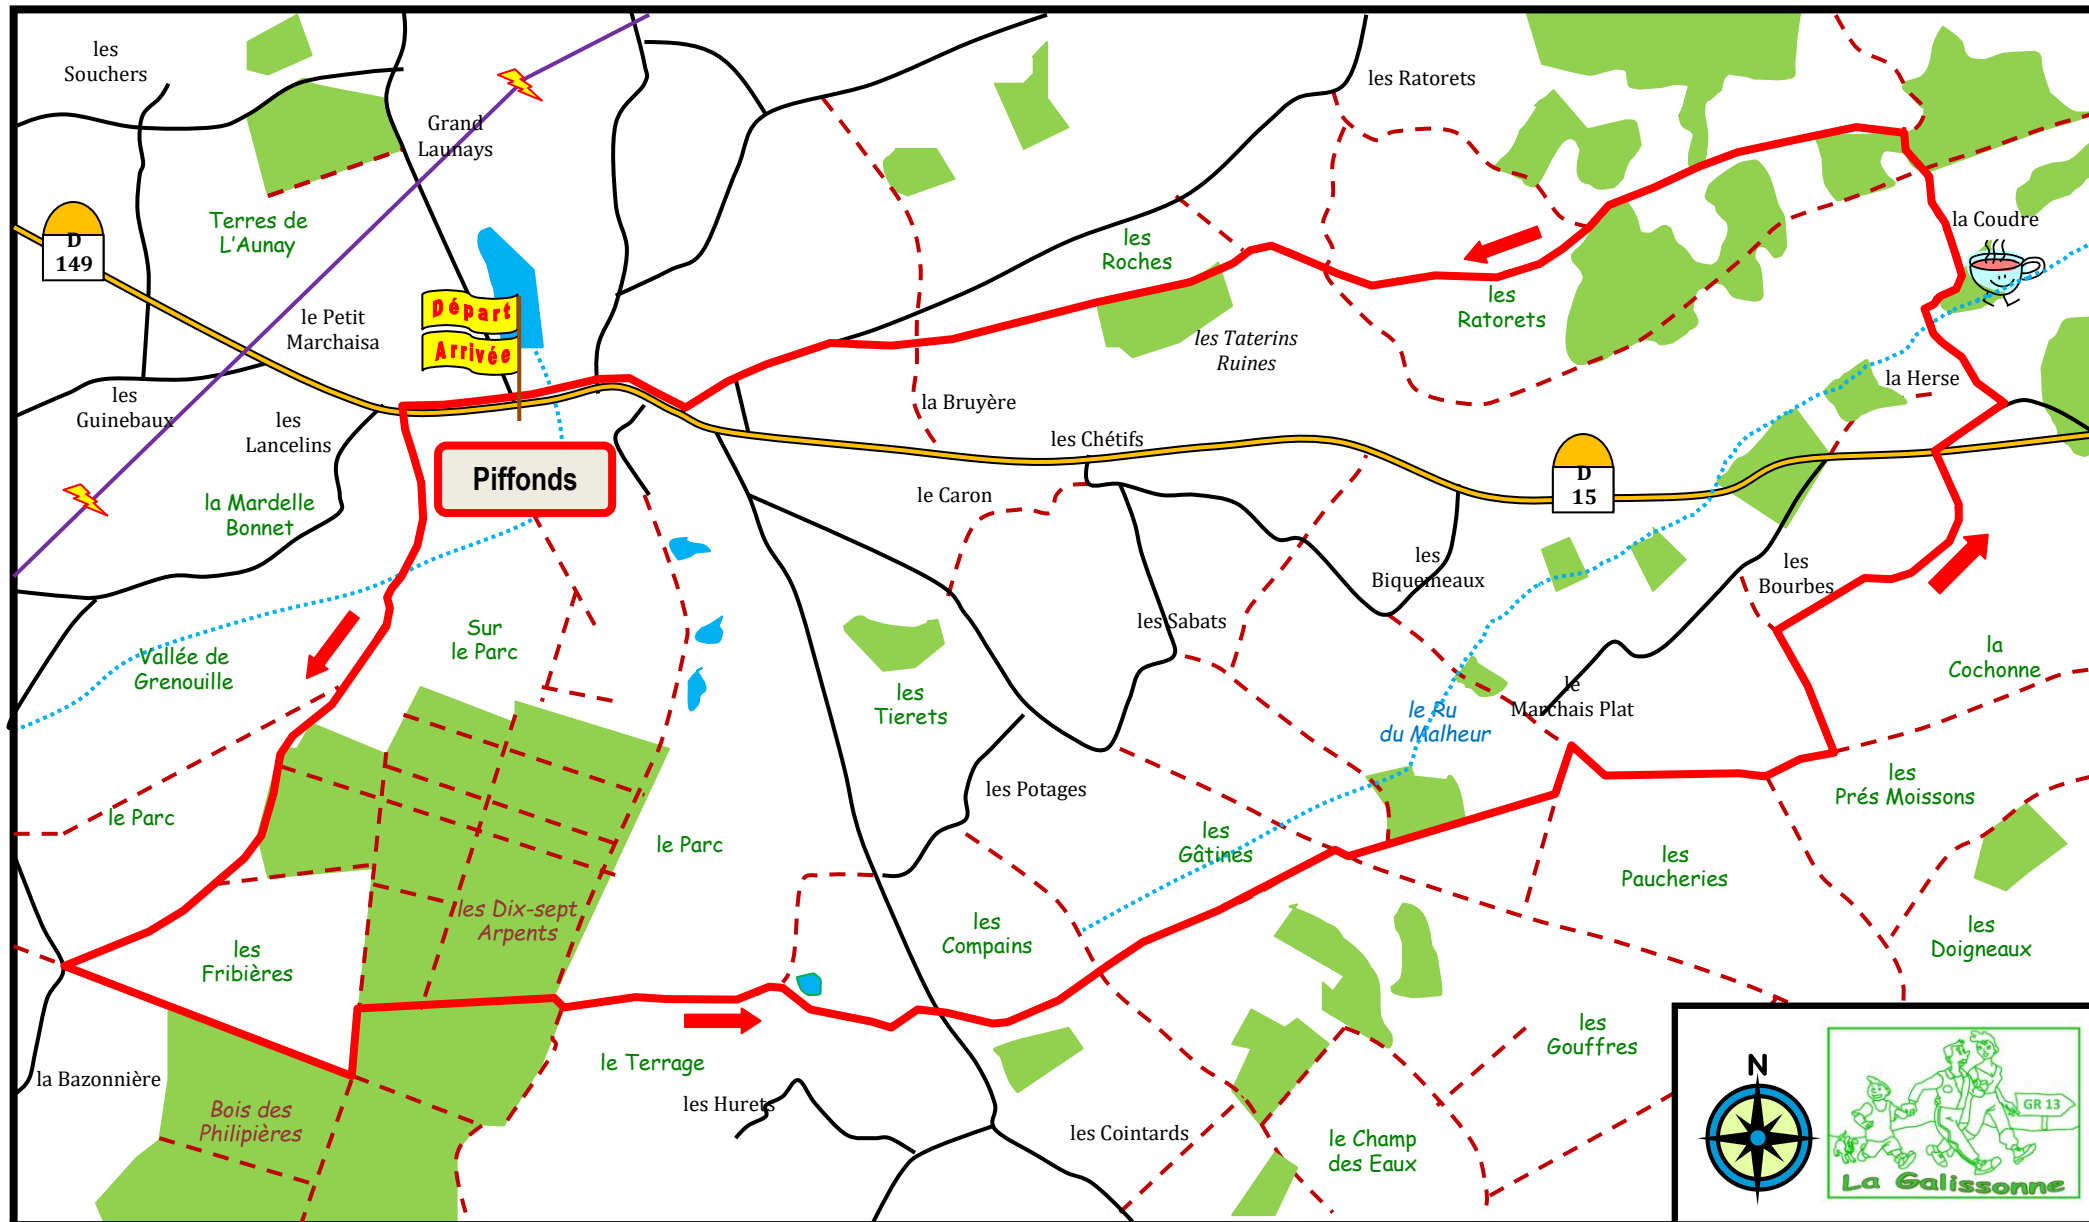 les
Souchers
Grand
Launays
les Ratorets
Terres de
L'Aunay
D
149
la Coudre
les
Roches
le Petit
Marchaisa
Départ
Arrivée
les
Ratorets
les Taterins
Ruines
les
Guinebaux
les
Lancelins
la Herse
la Bruyère
les Chétifs
Piffonds
la Mardelle
Bonnet
le Caron
D
15
les
Biquemeaux
les
Bourbes
Sur
le Parc
les Sabats
Vallée de
Grenouille
la
Cochonne
les
Tierets
le
Marchais Plat
le Ru
du Malheur
les Potages
les
Prés Moissons
le Parc
le Parc
les
Gâtines
les
Paucheries
les Dix-sept
Arpents
les
Compains
les
Doigneaux
les
Fribières
les
Gouffres
le Terrage
la Bazonnière
les Hurets
Bois des
Philipières
les Cointards
le Champ
des Eaux
N
GR 13
La Galissonne